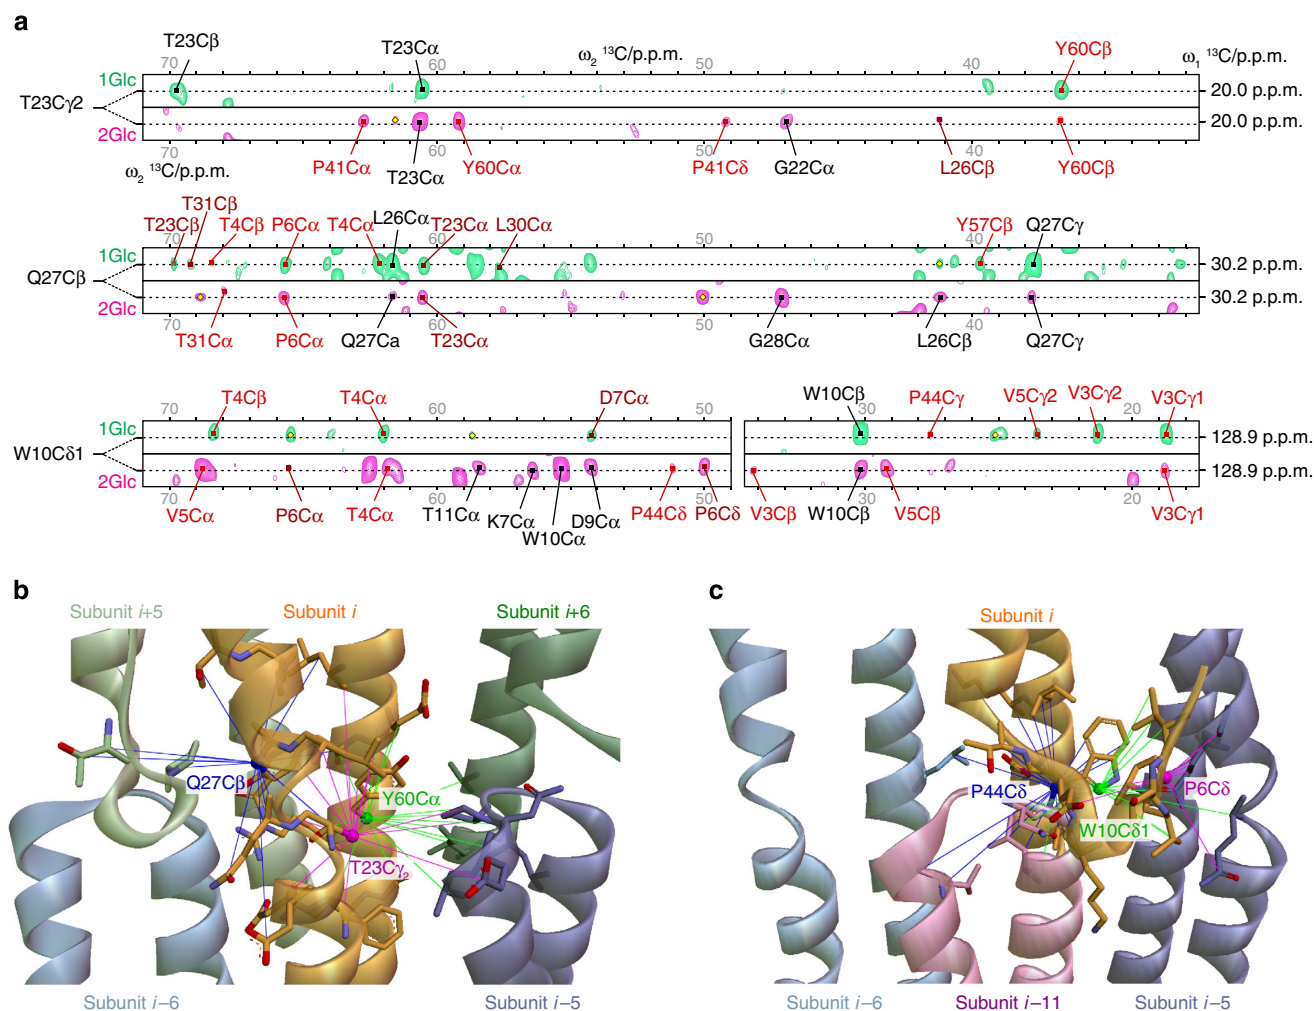 a
T23Cβ T23Cα ω2 13C/p.p.m. Y60Cβ ω1 13C/p.p.m.
70 60 50 40
1Glc 20.0 p.p.m.
T23Cγ2
2Glc 20.0 p.p.m.
70 60 50 40
ω2 13C/p.p.m. P41Cα T23Cα Y60Cα P41Cδ G22Cα L26Cβ Y60Cβ
T23Cβ T31Cβ T4Cβ P6Cα T4Cα L26Cα T23Cα L30Cα Y57Cβ Q27Cγ
70 60 50 40
1Glc 30.2 p.p.m.
Q27Cβ
2Glc 30.2 p.p.m.
70 60 50 40
T31Cα P6Cα Q27Ca T23Cα G28Cα L26Cβ Q27Cγ
T4Cβ T4Cα D7Cα W10Cβ P44Cγ V5Cγ2 V3Cγ2 V3Cγ1
70 60 50 30 20
1Glc 128.9 p.p.m.
W10Cδ1
2Glc 128.9 p.p.m.
70 60 50 30 20
V5Cα P6Cα T4Cα T11Cα K7Cα W10Cα D9Cα P44Cδ P6Cδ V3Cβ W10Cβ V5Cβ V3Cγ1
b
Subunit i+5 Subunit i Subunit i+6
Q27Cβ
Y60Cα
T23Cγ2
Subunit i–6 Subunit i–5
c
Subunit i
P44Cδ P6Cδ
W10Cδ1
Subunit i–6 Subunit i–11 Subunit i–5